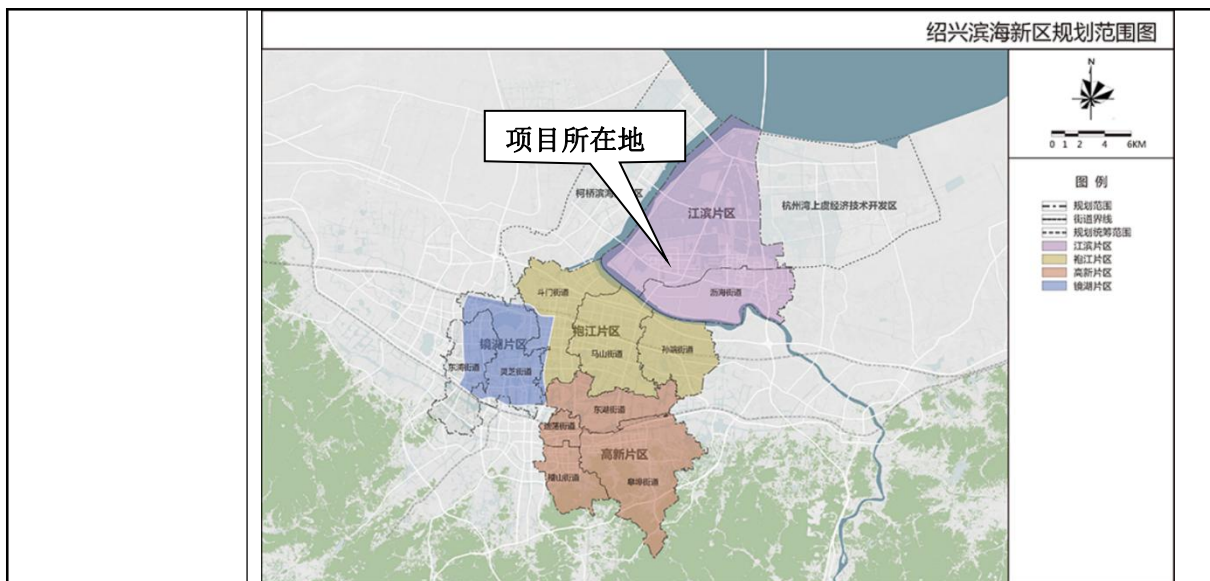 绍兴滨海新区规划范围图
N
0 1 2 4 6KM
图 例
规划范围
街道界线
规划统筹范围
江滨片区
袍江片区
高新片区
镜湖片区
项目所在地
柯桥滨海
区
江滨片区
杭州湾上虞经济技术开发区
沥海街道
斗门街道
袍江片区
马山街道
孙端街道
镜湖片区
东浦街道
灵芝街道
东湖街道
高新片区
稽山街道
皋埠街道